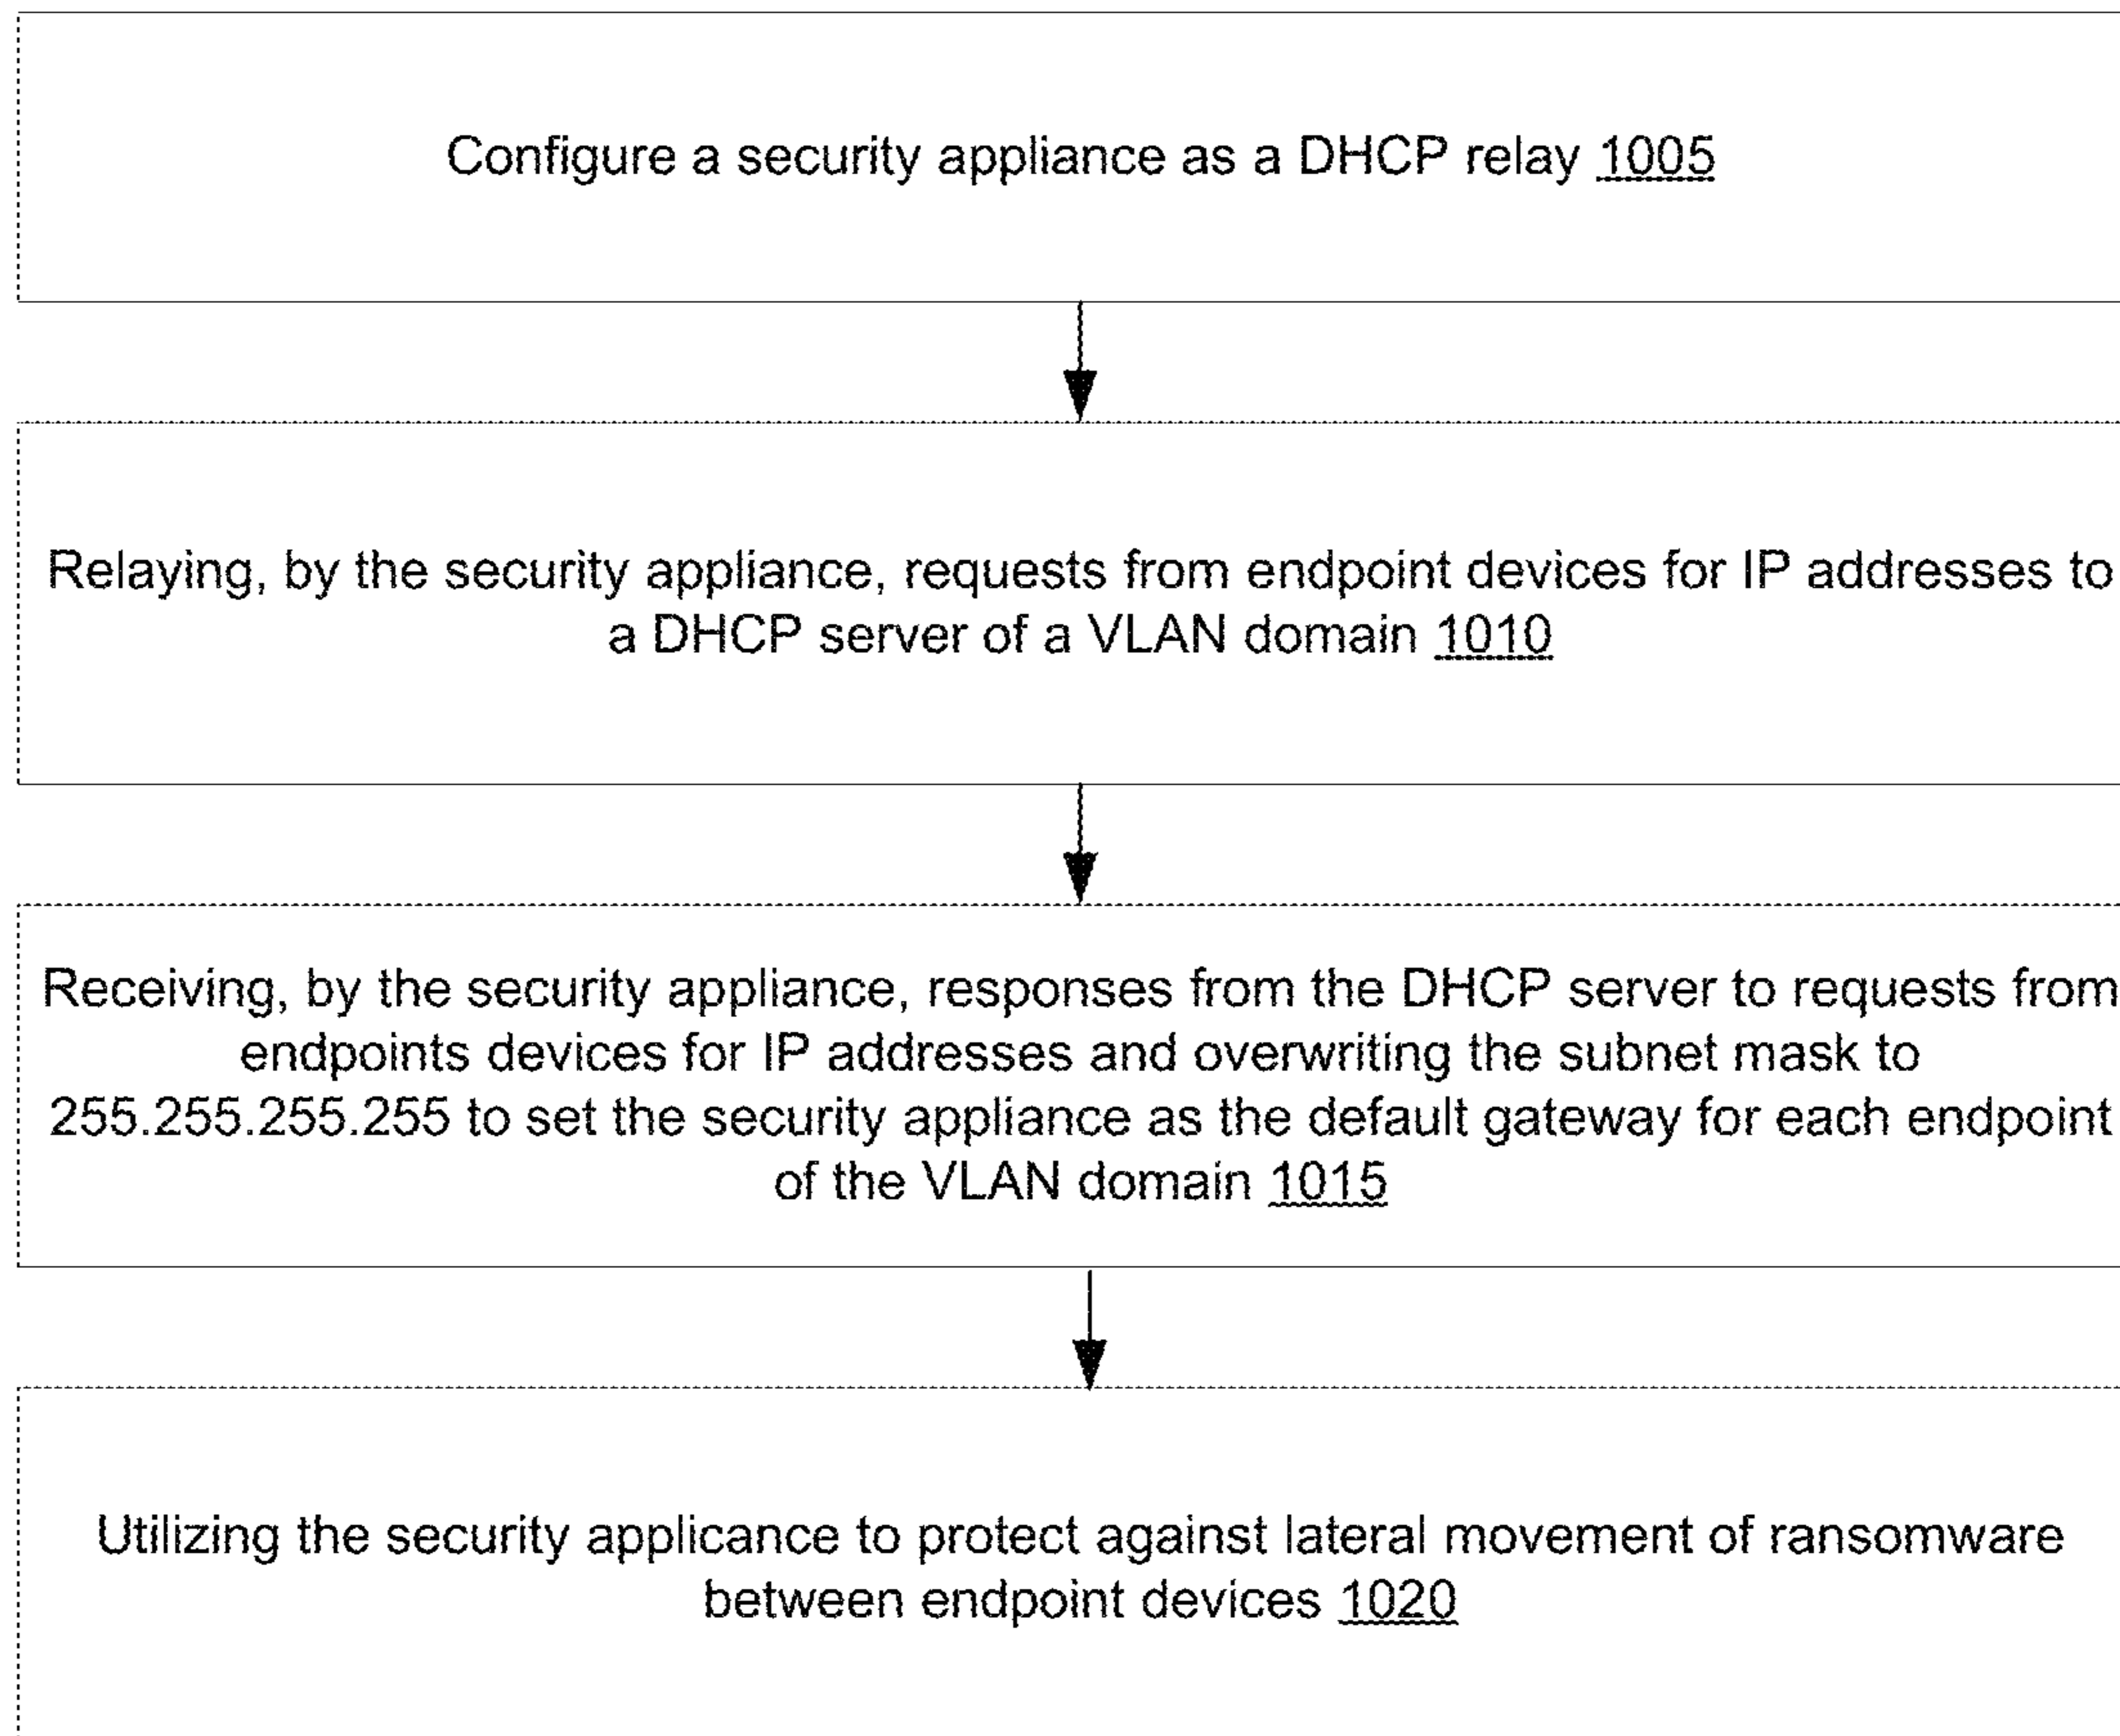 Configure a security appliance as a DHCP relay 1005
Relaying, by the security appliance, requests from endpoint devices for IP addresses to
a DHCP server of a VLAN domain 1010
Receiving, by the security appliance, responses from the DHCP server to requests from
endpoints devices for IP addresses and overwriting the subnet mask to
255.255.255.255 to set the security appliance as the default gateway for each endpoint
of the VLAN domain 1015
Utilizing the security applicance to protect against lateral movement of ransomware
between endpoint devices 1020